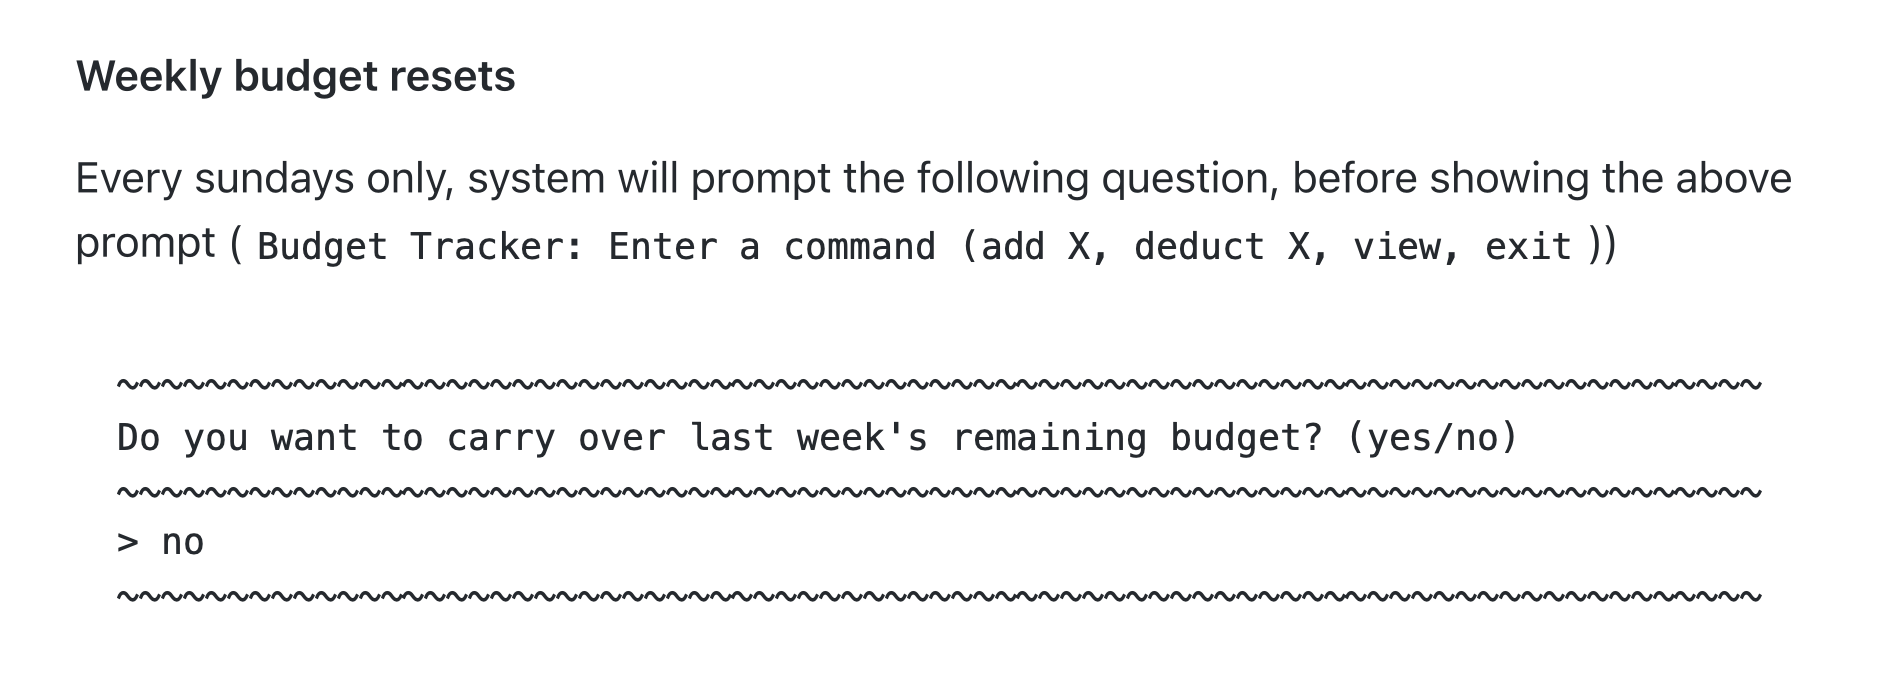 Weekly budget resets
Every sundays only, system will prompt the following question, before showing the above
prompt ( Budget Tracker: Enter a command (add X, deduct X, view, exit ))
~~~~~~~~~~~~~~~~~~~~~~~~~~~~~~~~~~~~~~~~~~~~~~~~~~~~~~~~~~~~~~~~~~~~~~~~~~~
Do you want to carry over last week's remaining budget? (yes/no)
~~~~~~~~~~~~~~~~~~~~~~~~~~~~~~~~~~~~~~~~~~~~~~~~~~~~~~~~~~~~~~~~~~~~~~~~~~~
> no
~~~~~~~~~~~~~~~~~~~~~~~~~~~~~~~~~~~~~~~~~~~~~~~~~~~~~~~~~~~~~~~~~~~~~~~~~~~